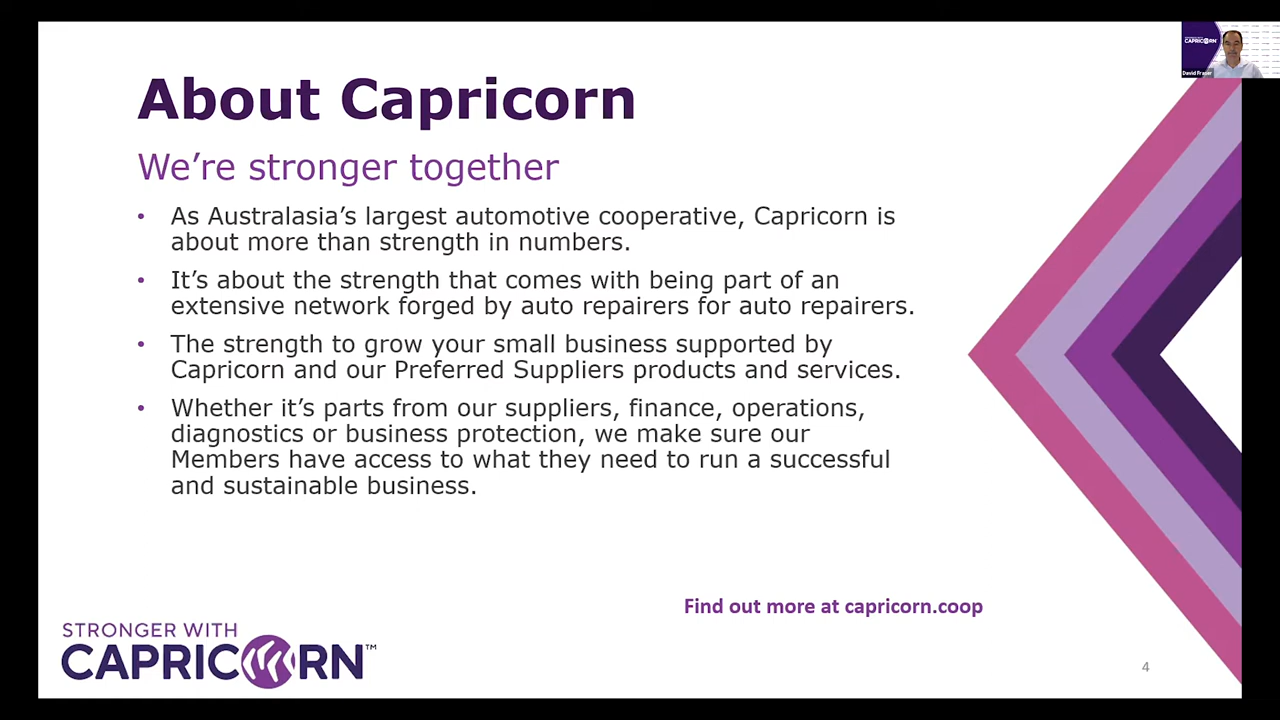 CAPRICORN
David Fraser
About Capricorn
We’re stronger together
• As Australasia’s largest automotive cooperative, Capricorn is
about more than strength in numbers.
• It’s about the strength that comes with being part of an
extensive network forged by auto repairers for auto repairers.
• The strength to grow your small business supported by
Capricorn and our Preferred Suppliers products and services.
• Whether it’s parts from our suppliers, finance, operations,
diagnostics or business protection, we make sure our
Members have access to what they need to run a successful
and sustainable business.
Find out more at capricorn.coop
STRONGER WITH
CAPRICORN™
4